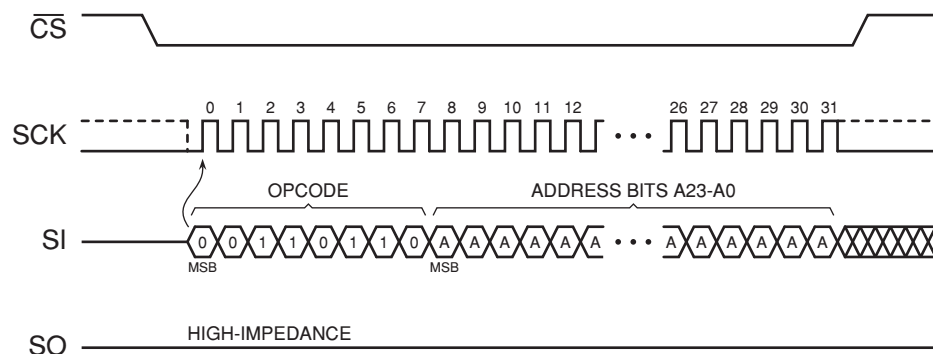 CS
0 1 2 3 4 5 6 7 8 9 10 11 12 26 27 28 29 30 31
SCK
OPCODE ADDRESS BITS A23-A0
SI 0 0 1 1 0 1 1 0 A A A A A A A A A A A A
MSB MSB
HIGH-IMPEDANCE
SO